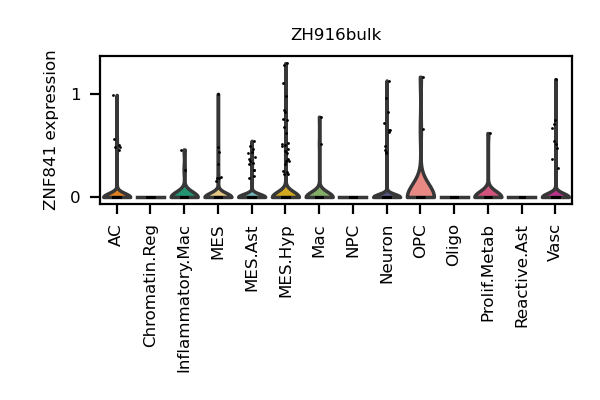 ZH916bulk
ZNF841 expression
1
0
AC
Chromatin.Reg
Inflammatory.Mac
MES
MES.Ast
MES.Hyp
Mac
NPC
Neuron
OPC
Oligo
Prolif.Metab
Reactive.Ast
Vasc